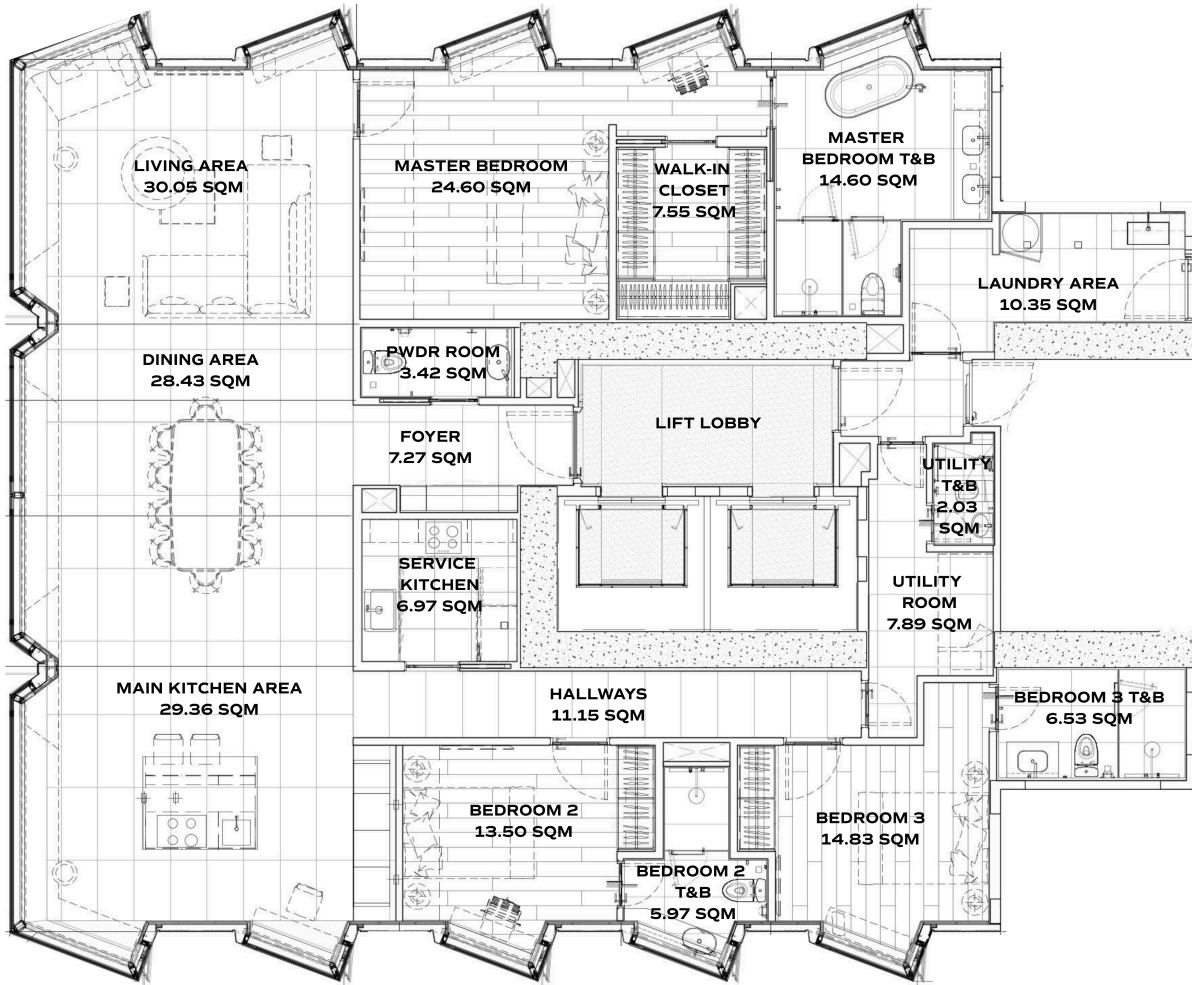 LIVING AREA
30.05 SQM
MASTER BEDROOM
24.60 SQM
WALK-IN
CLOSET
7.55 SQM
MASTER
BEDROOM T&B
14.60 SQM
LAUNDRY AREA
10.35 SQM
DINING AREA
28.43 SQM
PWDR ROOM
3.42 SQM
FOYER
7.27 SQM
LIFT LOBBY
UTILITY
T&B
2.03
SQM
SERVICE
KITCHEN
6.97 SQM
UTILITY
ROOM
7.89 SQM
MAIN KITCHEN AREA
29.36 SQM
HALLWAYS
11.15 SQM
BEDROOM 3 T&B
6.53 SQM
BEDROOM 2
13.50 SQM
BEDROOM 2
T&B
5.97 SQM
BEDROOM 3
14.83 SQM